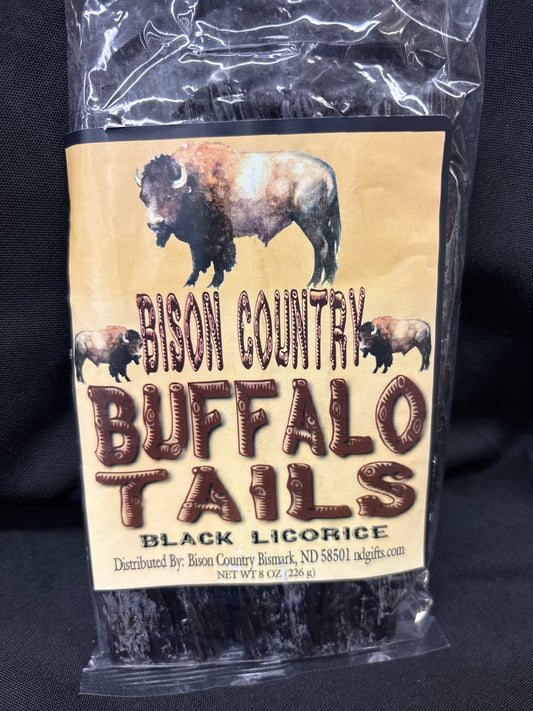 BISON COUNTRY
BUFFALO
TAILS
BLACK LICORICE
Distributed By: Bison Country Bismark, ND 58501 ndgifts.com
NET WT 8 OZ (226 g)